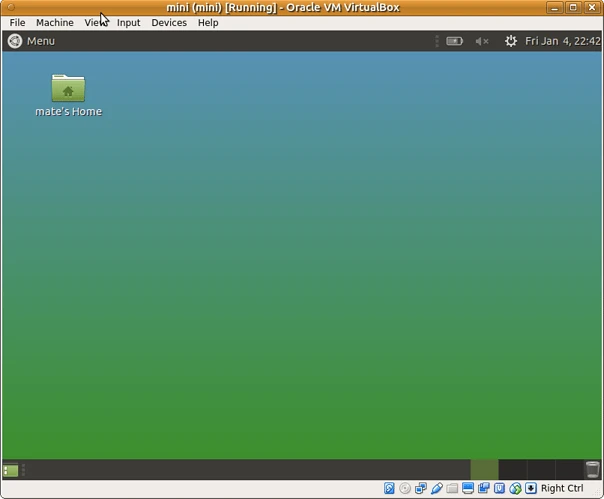 mini (mini) [Running] - Oracle VM VirtualBox
File Machine View Input Devices Help
Menu Fri Jan 4, 22:42
mate's Home
Right Ctrl